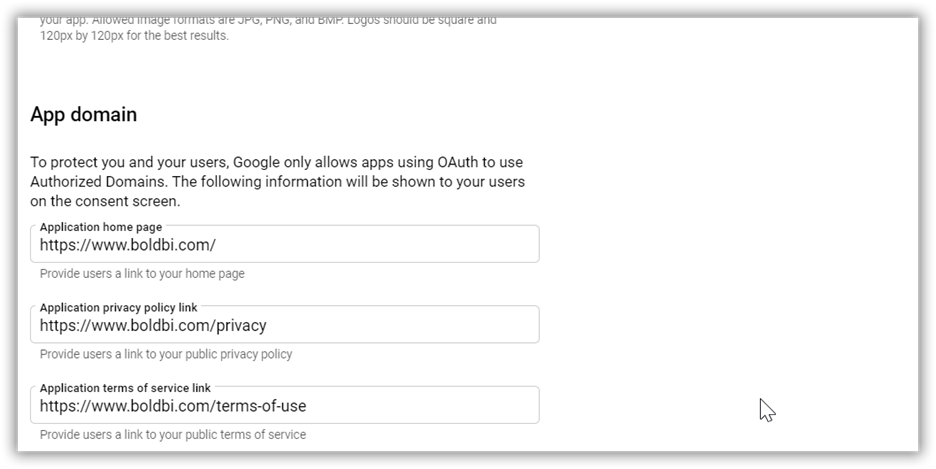 your app. Allowed image formats are JPG, PNG, and BMP. Logos should be square and
120px by 120px for the best results.
App domain
To protect you and your users, Google only allows apps using OAuth to use
Authorized Domains. The following information will be shown to your users
on the consent screen.
Application home page
https://www.boldbi.com/
Provide users a link to your home page
Application privacy policy link
https://www.boldbi.com/privacy
Provide users a link to your public privacy policy
Application terms of service link
https://www.boldbi.com/terms-of-use
Provide users a link to your public terms of service